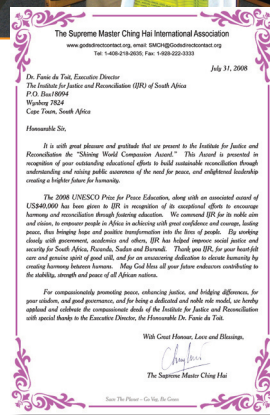 The Supreme Master Ching Hai International Association
www.godsdirectcontact.org, email: SMCH@Godsdirectcontact.org
Tel: 1-408-218-2635; Fax: 1-928-222-3333
July 31, 2008
Dr. Fanie du Toit, Executive Director
The Institute for Justice and Reconciliation (IJR) of South Africa
P.O. Box18094
Wynberg 7824
Cape Town, South Africa
Honourable Sir,
It is with great pleasure and gratitude that we present to the Institute for Justice and
Reconciliation the "Shining World Compassion Award." This Award is presented in
recognition of your outstanding educational efforts to build sustainable reconciliation through
understanding and raising public awareness of the need for peace, and enlightened leadership
creating a brighter future for humanity.
The 2008 UNESCO Prize for Peace Education, along with an associated award of
US$40,000 has been given to IJR in recognition of its exceptional efforts to encourage
harmony and reconciliation through fostering education. We commend IJR for its noble aim
and vision, to empower people in Africa in achieving with great confidence and courage, lasting
peace, thus bringing hope and positive transformation into the lives of people. By working
closely with government, academics and others, IJR has helped improve social justice and
security for South Africa, Rwanda, Sudan and Burundi. Thank you IJR, for your heart-felt
care and genuine spirit of good will, and for an unwavering dedication to elevate humanity by
creating harmony between humans. May God bless all your future endeavours contributing to
the stability, strength and peace of all African nations.
For compassionately promoting peace, enhancing justice, and bridging differences, for
your wisdom, and good governance, and for being a dedicated and noble role model, we hereby
applaud and celebrate the compassionate deeds of the Institute for Justice and Reconciliation
with special thanks to the Executive Director, the Honourable Dr. Fanie du Toit.
With Great Honour, Love and Blessings,
The Supreme Master Ching Hai
Save The Planet – Go Veg, Be Green